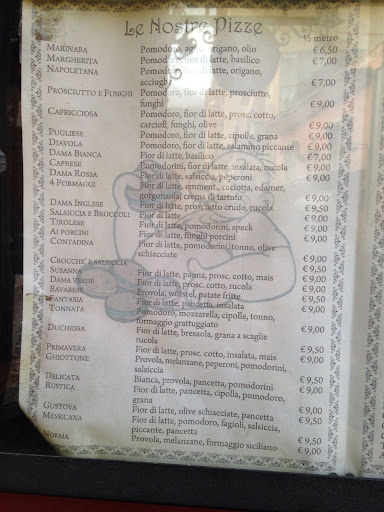 Le Nostre Pizze
½ metro
Marinara Pomodoro, aglio, origano, olio € 6,50
Margherita Pomodoro, fior di latte, basilico € 7,00
Napoletana Pomodoro, fior di latte, origano,
acciughe € 7,00
Prosciutto e Funghi Pomodoro, fior di latte, prosciutto,
funghi € 9,00
Capricciosa Pomodoro, fior di latte, prosc. cotto,
carciofi, funghi, olive € 9,00
Pugliese Pomodoro, fior di latte, cipolle, grana € 9,00
Diavola Pomodoro, fior di latte, salamino piccante € 9,00
Dama Bianca Fior di latte, basilico € 7,00
Caprese Pomodorini, fior di latte, insalata, rucola € 9,00
Dama Rossa Fior di latte, salsiccia, peperoni € 9,00
4 Formaggi Fior di latte, emment., caciotta, edamer,
gorgonzola, crema di tartufo € 9,00
Dama Inglese Fior di latte, prosciutto crudo, rucola € 9,50
Salsiccia e Broccoli Fior di latte € 9,00
Tirolese Fior di latte, pomodorini, speck € 9,00
Ai porcini Fior di latte, funghi porcini € 9,00
Contadina Fior di latte, pomodorini, tonno, olive
schiacciate € 9,00
Crocchè e salsiccia € 9,00
Susanna Fior di latte, panna, prosc. cotto, mais € 9,50
Dama verde Fior di latte, prosc. cotto, rucola € 9,00
Bavarese Provola, würstel, patate fritte € 9,50
Fantasia Fior di latte, pancetta, insalata € 9,50
Tonnata Pomodoro, mozzarella, cipolle, tonno,
formaggio grattuggiato € 9,00
Duchessa Fior di latte, bresaola, grana a scaglie
rucola € 9,00
Primavera Fior di latte, prosc. cotto, insalata, mais € 9,50
Ghiottone Provola, melanzane, peperoni, pomodorini,
salsiccia € 9,00
Delicata Bianca, provola, pancetta, pomodorini € 9,50
Rustica Fior di latte, pancetta, cipolla, pomodoro,
grana € 9,00
Gustova Fior di latte, olive schiacciate, pancetta € 9,00
Messicana Fior di latte, pomodoro, fagioli, salsiccia,
piccante, pancetta € 9,50
Norma Provola, melanzane, formaggio siciliano € 9,00